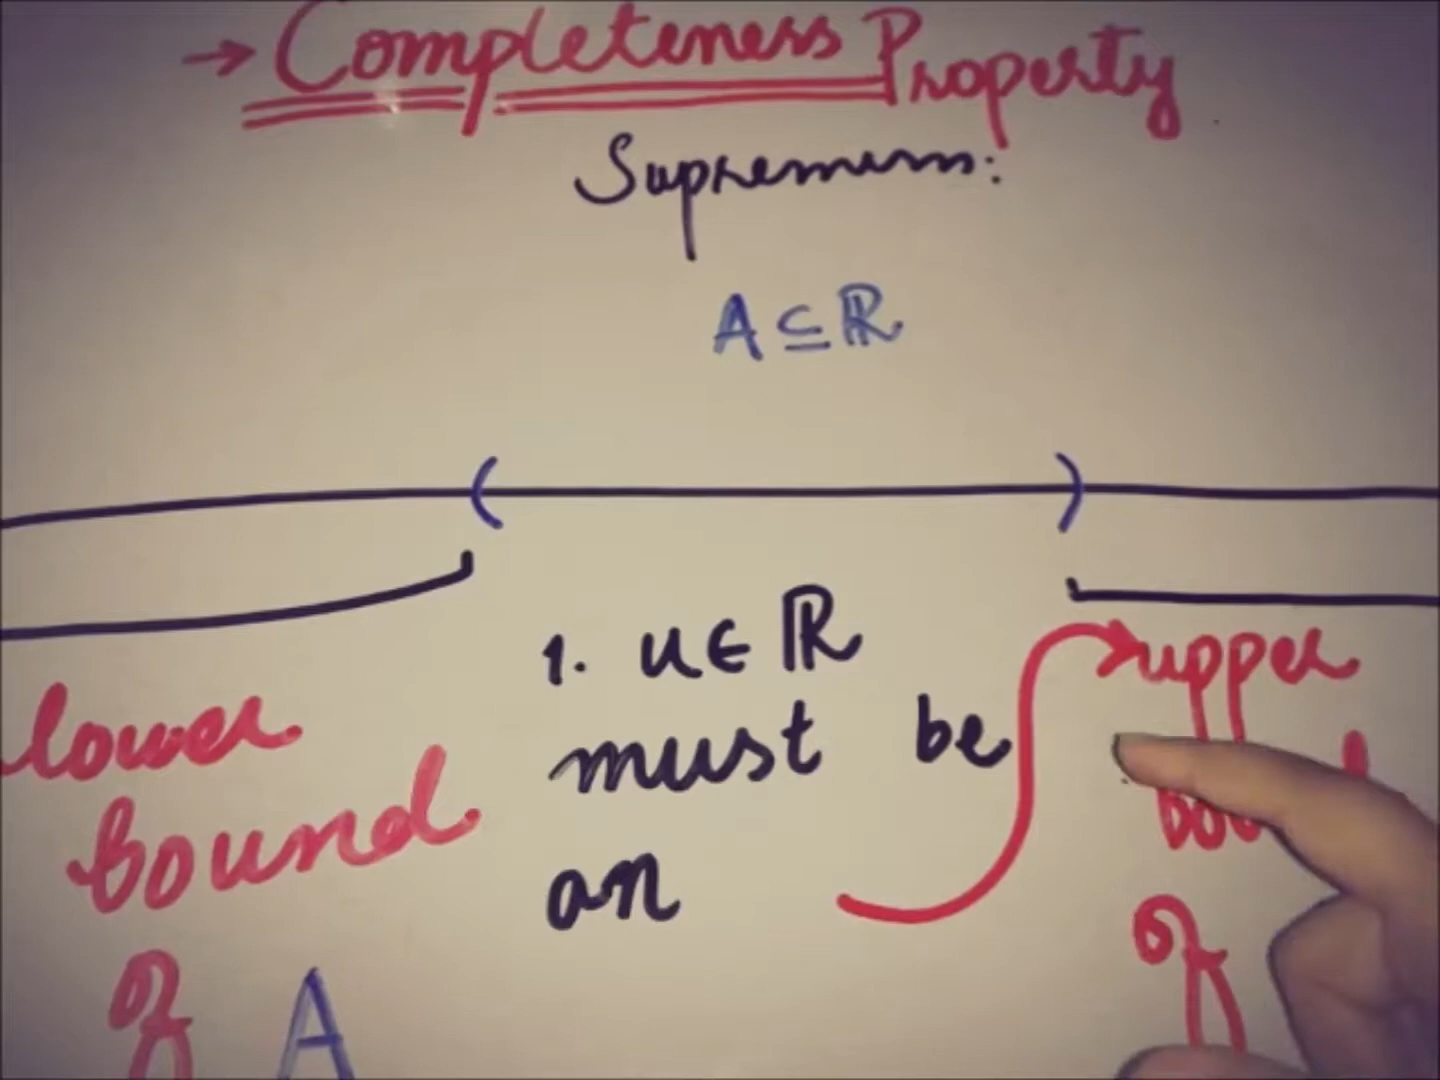 → Completeness Property
Supremum:
A ⊆ ℝ
( )
1. u ∈ ℝ
must be
an
upper
lower
bound
of A
of